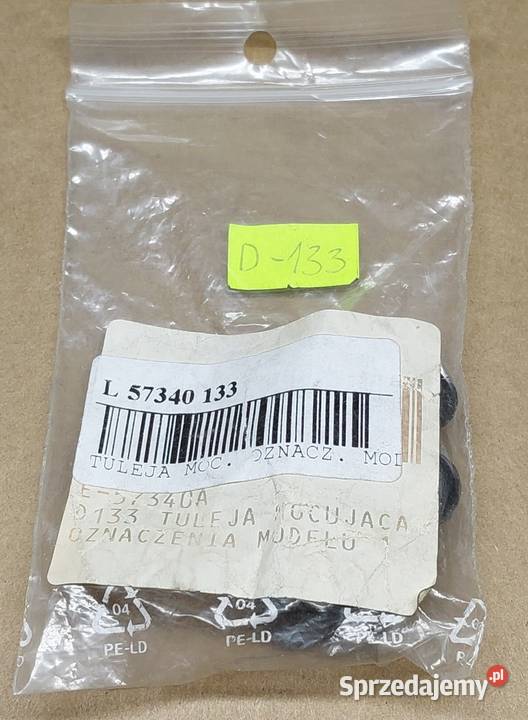 D-133
L 57340 133
TULEJA MOC. OZNACZ. MOD
E-57340A
D133 TULEJA MOCUJACA
OZNACZENIA MODELU 1
04
04
04
PE-LD
PE-LD
PE-LD
Sprzedajemy.pl